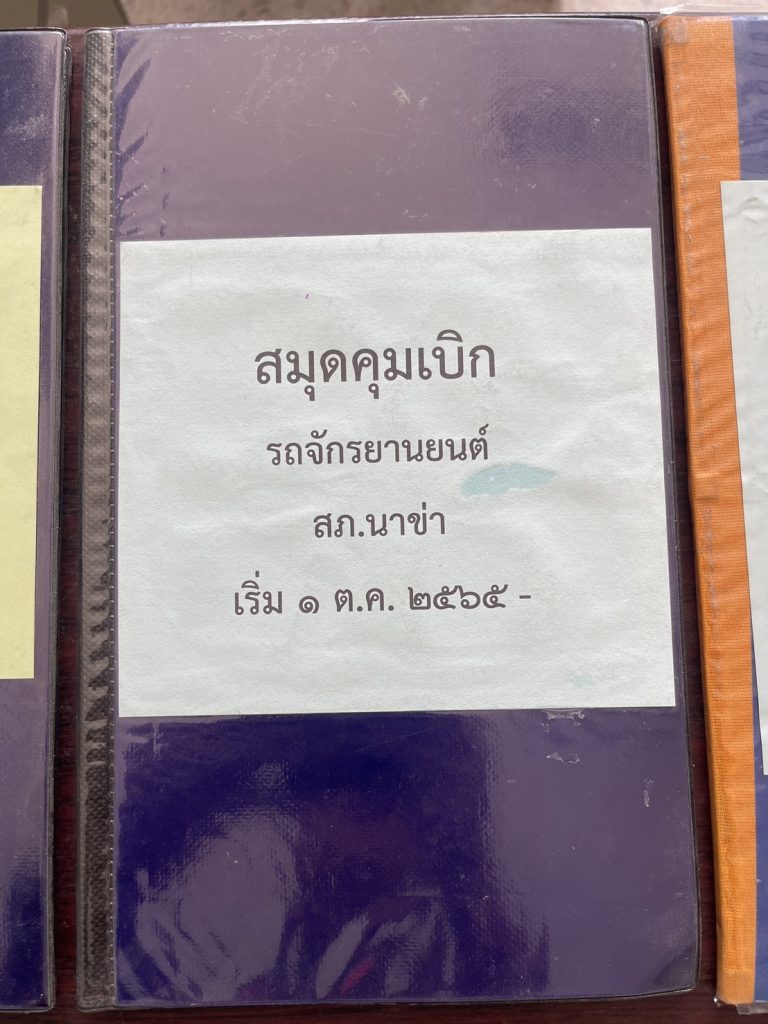 สมุดคุมเบิก
รถจักรยานยนต์
สภ.นาข่า
เริ่ม ๑ ต.ค. ๒๕๖๕ -